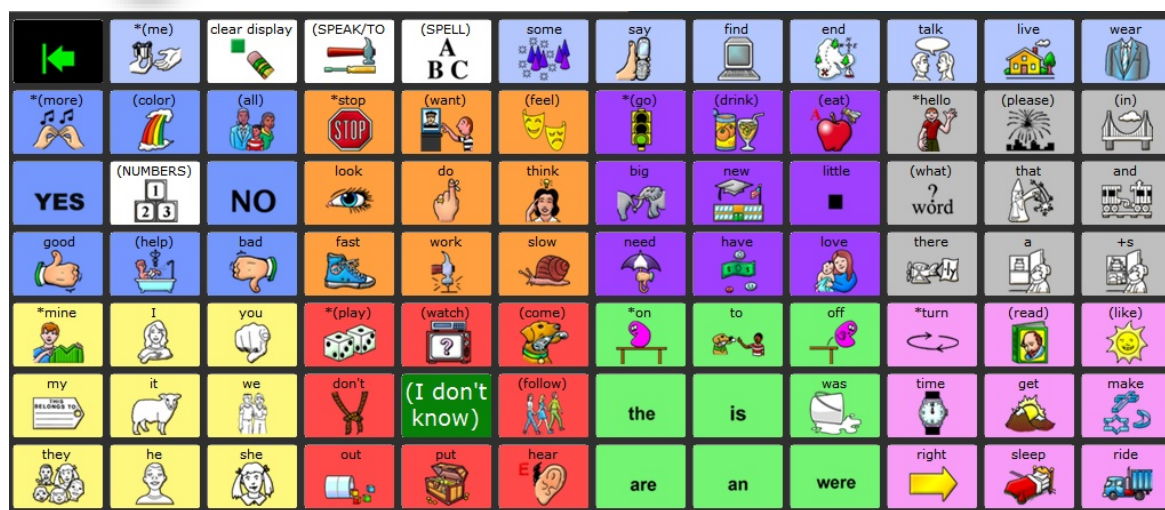 *(me) clear display (SPEAK/TO (SPELL) some say find end talk live wear
A
B C
*(more) (color) (all) *stop (want) (feel) *(go) (drink) (eat) *hello (please) (in)
STOP A
(NUMBERS) look do think big new little (what) that and
YES 1 NO ?
2 3 word
good (help) bad fast work slow need have love there a +s
ly
*mine I you *(play) (watch) (come) *on to off *turn (read) (like)
?
my it we don't (I don't know) (follow) the is was time get make
THIS BELONGS TO
they he she out put hear are an were right sleep ride
E